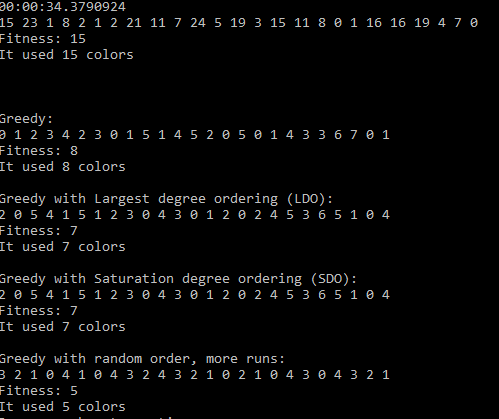 00:00:34.3790924
15 23 1 8 2 1 2 21 11 7 24 5 19 3 15 11 8 0 1 16 16 19 4 7 0
Fitness: 15
It used 15 colors
Greedy:
0 1 2 3 4 2 3 0 1 5 1 4 5 2 0 5 0 1 4 3 3 6 7 0 1
Fitness: 8
It used 8 colors
Greedy with Largest degree ordering (LDO):
2 0 5 4 1 5 1 2 3 0 4 3 0 1 2 0 2 4 5 3 6 5 1 0 4
Fitness: 7
It used 7 colors
Greedy with Saturation degree ordering (SDO):
2 0 5 4 1 5 1 2 3 0 4 3 0 1 2 0 2 4 5 3 6 5 1 0 4
Fitness: 7
It used 7 colors
Greedy with random order, more runs:
3 2 1 0 4 1 0 4 3 2 4 3 2 1 0 2 1 0 4 3 0 4 3 2 1
Fitness: 5
It used 5 colors